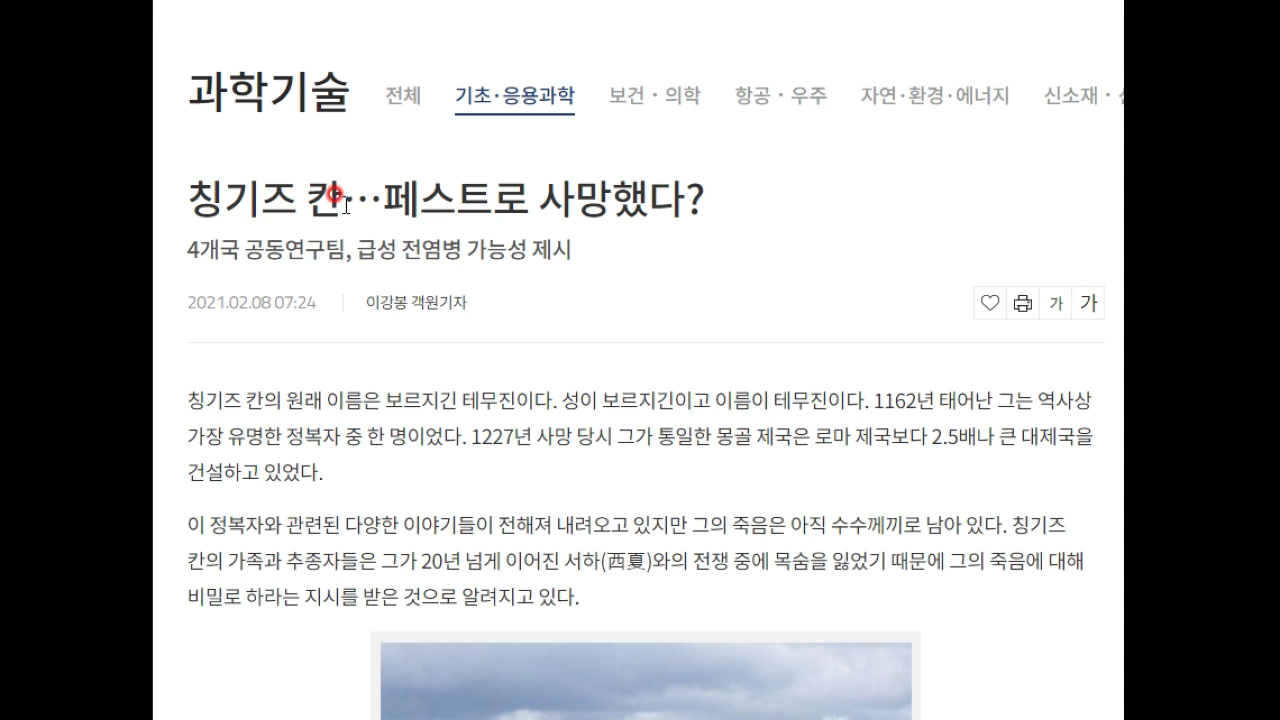 과학기술 전체 기초·응용과학 보건·의학 항공·우주 자연·환경·에너지 신소재·
칭기즈 칸…페스트로 사망했다?
4개국 공동연구팀, 급성 전염병 가능성 제시
2021.02.08 07:24 이강봉 객원기자 가 가
칭기즈 칸의 원래 이름은 보르지긴 테무진이다. 성이 보르지긴이고 이름이 테무진이다. 1162년 태어난 그는 역사상
가장 유명한 정복자 중 한 명이었다. 1227년 사망 당시 그가 통일한 몽골 제국은 로마 제국보다 2.5배나 큰 대제국을
건설하고 있었다.
이 정복자와 관련된 다양한 이야기들이 전해져 내려오고 있지만 그의 죽음은 아직 수수께끼로 남아 있다. 칭기즈
칸의 가족과 추종자들은 그가 20년 넘게 이어진 서하(西夏)와의 전쟁 중에 목숨을 잃었기 때문에 그의 죽음에 대해
비밀로 하라는 지시를 받은 것으로 알려지고 있다.